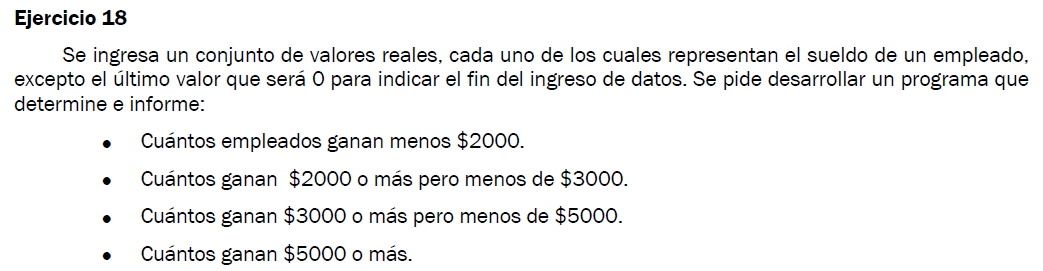 Ejercicio 18
Se ingresa un conjunto de valores reales, cada uno de los cuales representan el sueldo de un empleado,
excepto el último valor que será 0 para indicar el fin del ingreso de datos. Se pide desarrollar un programa que
determine e informe:
• Cuántos empleados ganan menos $2000.
• Cuántos ganan $2000 o más pero menos de $3000.
• Cuántos ganan $3000 o más pero menos de $5000.
• Cuántos ganan $5000 o más.